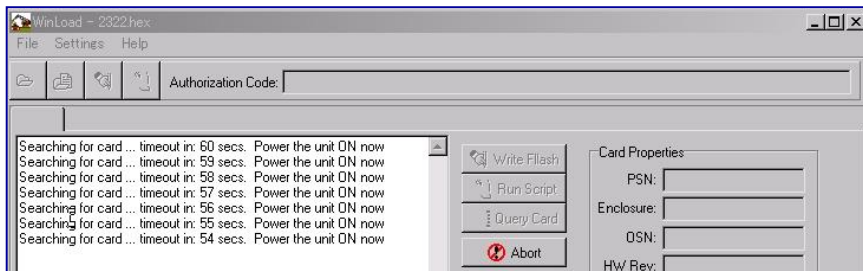 WinLoad - 2322.hex
File Settings Help
Authorization Code:
Searching for card ... timeout in: 60 secs. Power the unit ON now
Searching for card ... timeout in: 59 secs. Power the unit ON now
Searching for card ... timeout in: 58 secs. Power the unit ON now
Searching for card ... timeout in: 57 secs. Power the unit ON now
Searching for card ... timeout in: 56 secs. Power the unit ON now
Searching for card ... timeout in: 55 secs. Power the unit ON now
Searching for card ... timeout in: 54 secs. Power the unit ON now
Write Fllash
Run Script
Query Card
Abort
Card Properties
PSN:
Enclosure:
OSN:
HW Rev: